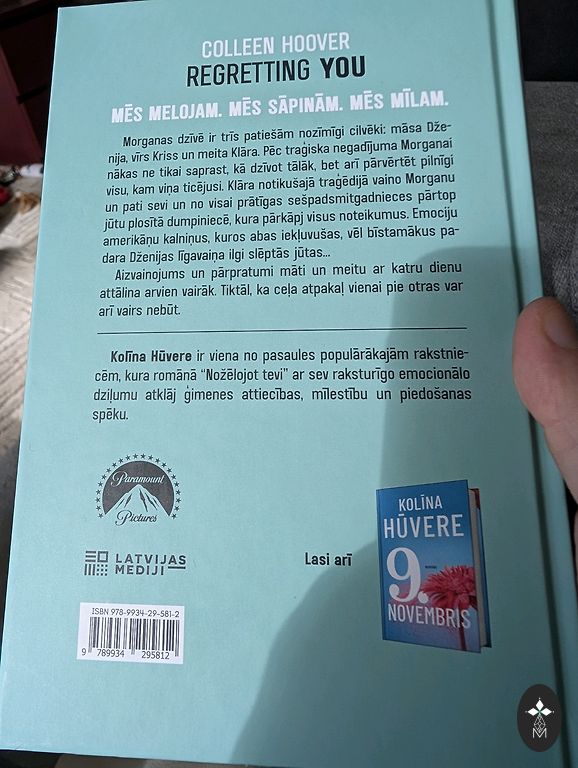 COLLEEN HOOVER
REGRETTING YOU
MĒS MELOJAM. MĒS SĀPINĀM. MĒS MĪLAM.
Morganas dzīvē ir trīs patiešām nozīmīgi cilvēki: māsa Dže-
nija, vīrs Kriss un meita Klāra. Pēc traģiska negadījuma Morganai
nākas ne tikai saprast, kā dzīvot tālāk, bet arī pārvērtēt pilnīgi
visu, kam viņa ticējusi. Klāra notikušajā traģēdijā vaino Morganu
un pati sevi un no visai prātīgas sešpadsmitgadnieces pārtop
jūtu plosītā dumpiniecē, kura pārkāpj visus noteikumus. Emociju
amerikāņu kalniņus, kuros abas iekļuvušas, vēl bīstamākus pa-
dara Dženijas līgavaiņa ilgi slēptās jūtas...
Aizvainojums un pārpratumi māti un meitu ar katru dienu
attālina arvien vairāk. Tiktāl, ka ceļa atpakaļ vienai pie otras var
arī vairs nebūt.
Kolīna Hūvere ir viena no pasaules populārākajām rakstnie-
cēm, kura romānā "Nožēlojot tevi" ar sev raksturīgo emocionālo
dziļumu atklāj ģimenes attiecības, mīlestību un piedošanas
spēku.
Paramount
Pictures
LATVIJAS
MEDIJI
Lasi arī
KOLĪNA
HŪVERE
9.
NOVEMBRIS
ISBN 978-9934-29-581-2
9 789934 295812
M